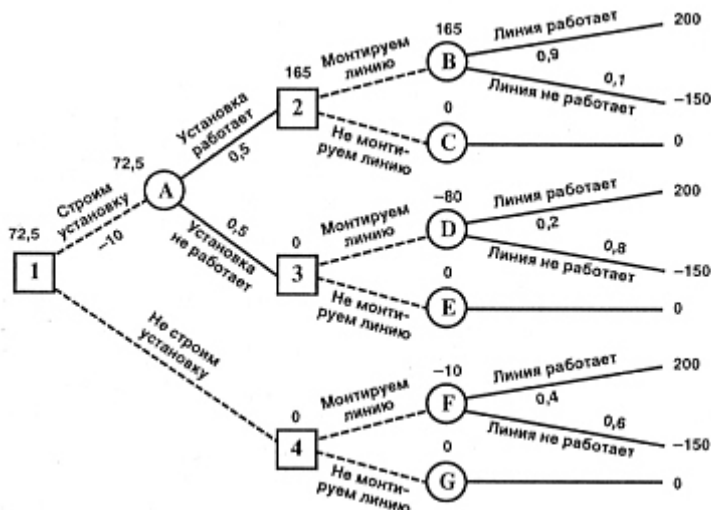 200
Линия работает
0,9
165
B
Монтируем
линию
165
2
0,1
Линия не работает
−150
0
C
Не монти-
руем линию
0
Установка
работает
0,5
72,5
A
Строим
установку
−10
72,5
1
0,5
Установка
не работает
200
Линия работает
0,2
−80
D
Монтируем
линию
0
3
0,8
Линия не работает
−150
0
E
Не монти-
руем линию
0
Не строим
установку
200
Линия работает
0,4
−10
F
Монтируем
линию
0
4
0,6
Линия не работает
−150
0
G
Не монти-
руем линию
0